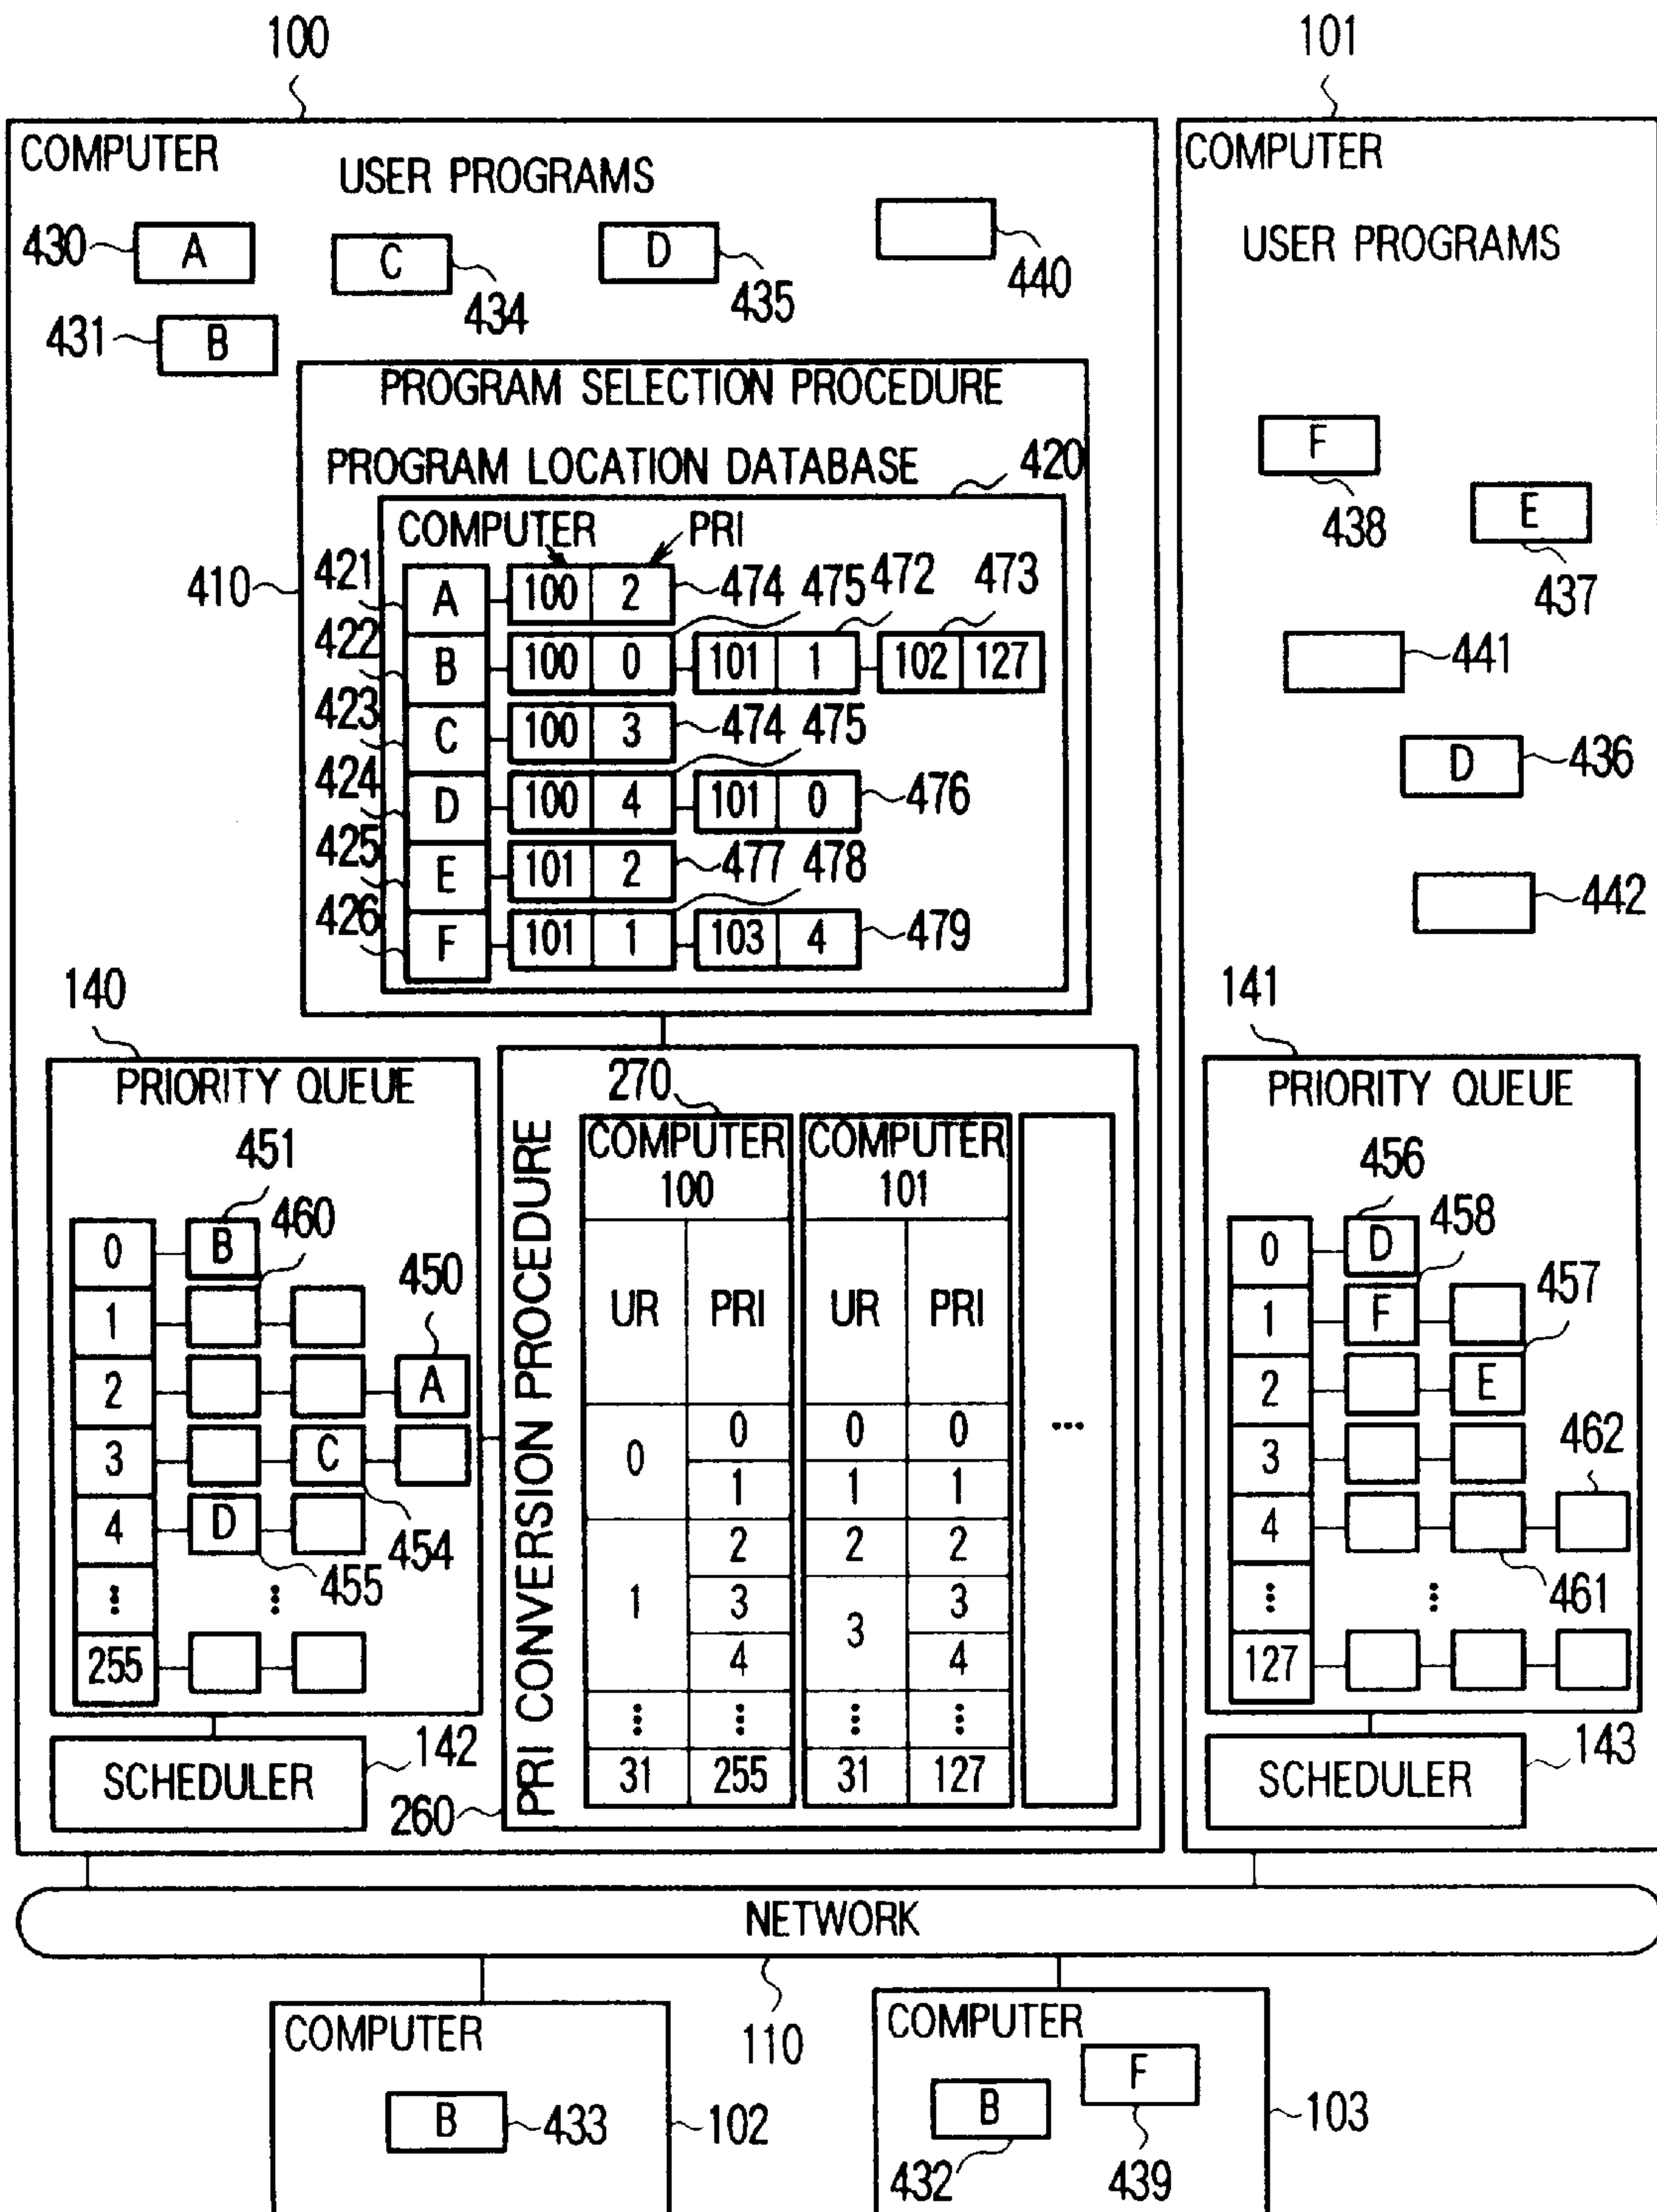 100
101
COMPUTER
USER PROGRAMS
430
A
C
434
D
435
440
431
B
PROGRAM SELECTION PROCEDURE
PROGRAM LOCATION DATABASE
420
COMPUTER
PRI
410
421
A
100 2
474
475
472
473
422
B
100 0
101 1
102 127
423
C
100 3
474
475
424
D
100 4
101 0
476
425
E
101 2
477
478
426
F
101 1
103 4
479
140
PRIORITY QUEUE
451
460
450
0
B
1
2
A
3
C
4
D
454
455
⋮
⋮
255
SCHEDULER
142
PRI CONVERSION PROCEDURE
260
270
COMPUTER 100
COMPUTER 101
UR PRI UR PRI
0 0 0 0
1 1 1
1 2 2 2
3 3 3
4 4
⋮ ⋮ ⋮ ⋮
31 255 31 127
...
COMPUTER
USER PROGRAMS
F
438
E
437
441
D
436
442
141
PRIORITY QUEUE
456
458
457
0
D
1
F
2
E
3
462
4
461
⋮
⋮
127
SCHEDULER
143
NETWORK
110
COMPUTER
B
433
102
COMPUTER
F
B
432
439
103